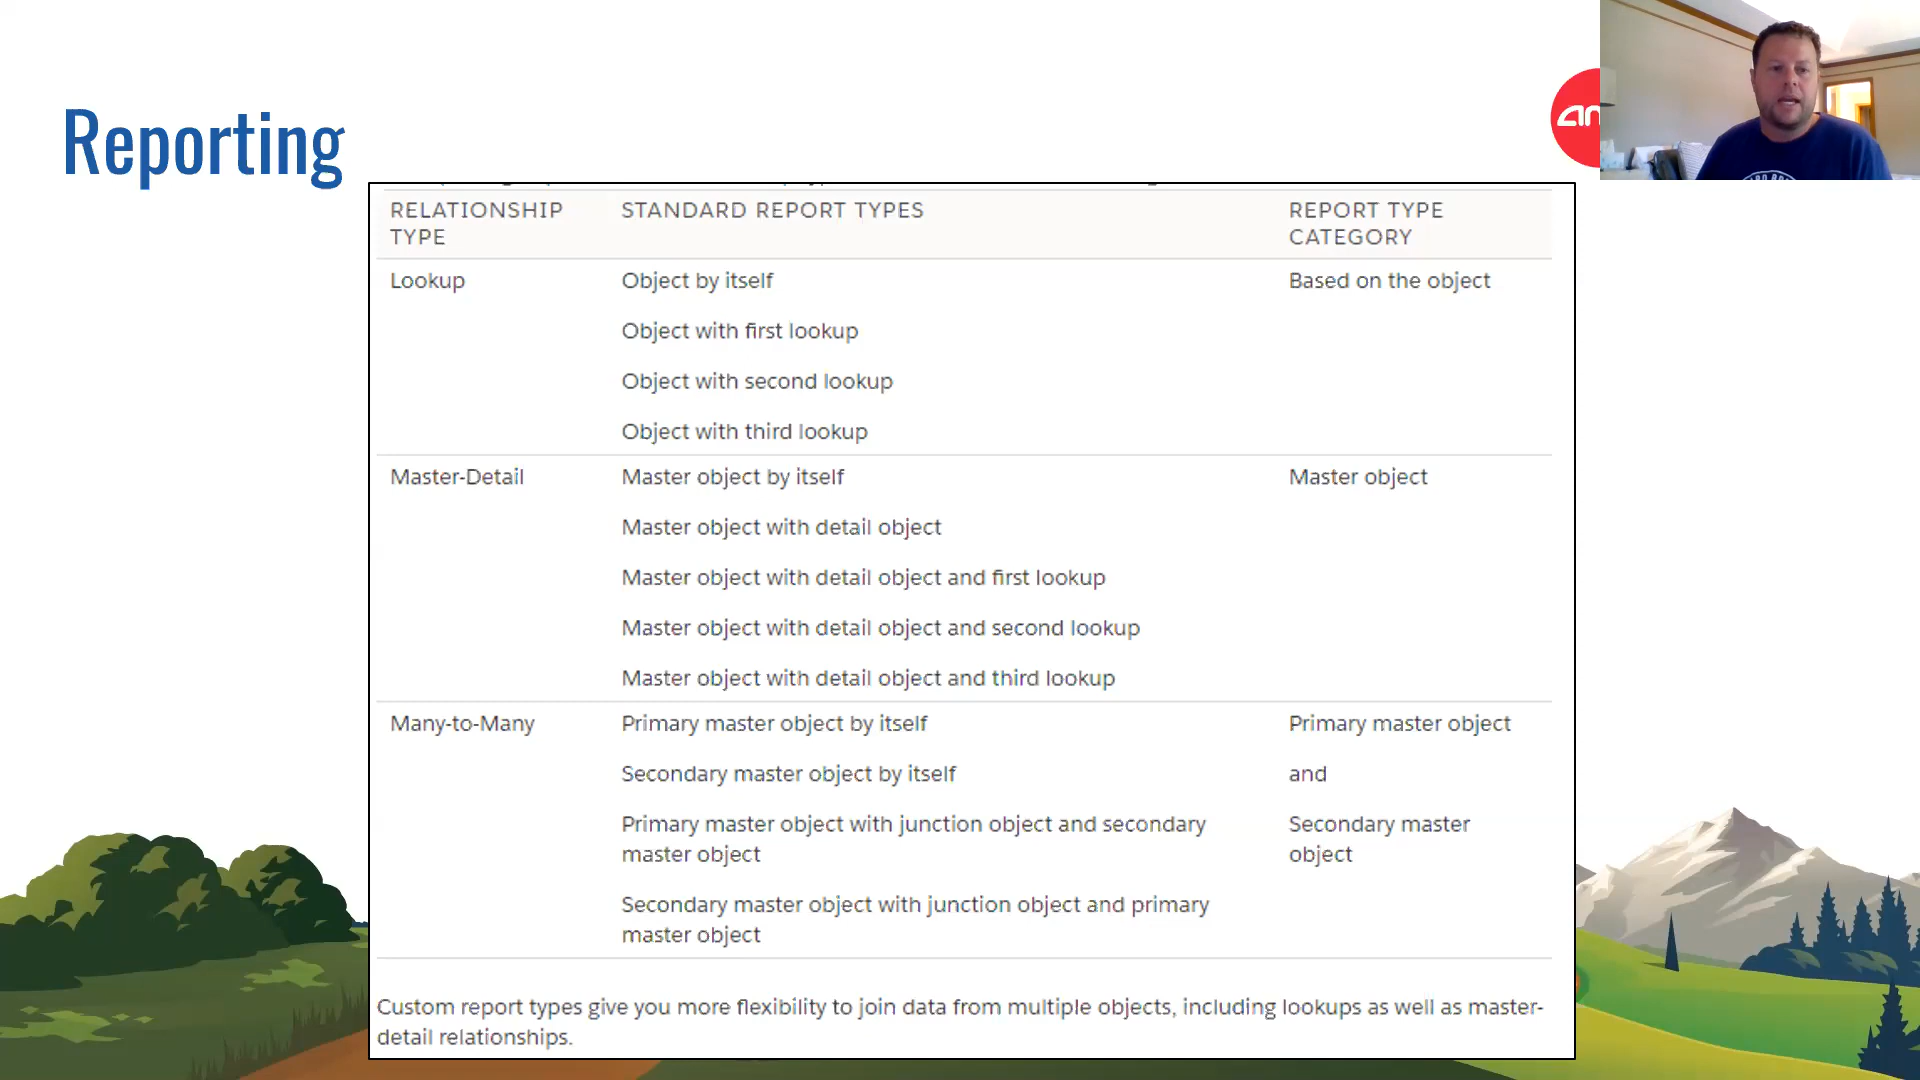 Reporting
RELATIONSHIP TYPE
STANDARD REPORT TYPES
REPORT TYPE CATEGORY
Lookup
Object by itself
Based on the object
Object with first lookup
Object with second lookup
Object with third lookup
Master-Detail
Master object by itself
Master object
Master object with detail object
Master object with detail object and first lookup
Master object with detail object and second lookup
Master object with detail object and third lookup
Many-to-Many
Primary master object by itself
Primary master object
Secondary master object by itself
and
Primary master object with junction object and secondary
master object
Secondary master
object
Secondary master object with junction object and primary
master object
Custom report types give you more flexibility to join data from multiple objects, including lookups as well as master-
detail relationships.